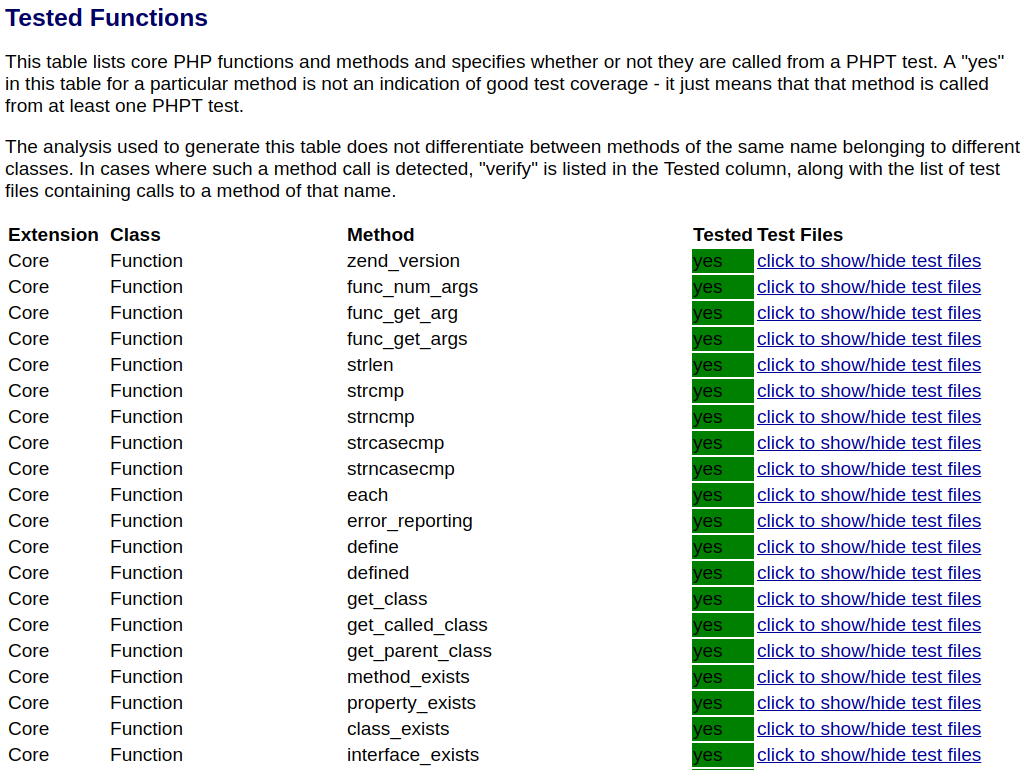 Tested Functions
This table lists core PHP functions and methods and specifies whether or not they are called from a PHPT test. A "yes"
in this table for a particular method is not an indication of good test coverage - it just means that that method is called
from at least one PHPT test.
The analysis used to generate this table does not differentiate between methods of the same name belonging to different
classes. In cases where such a method call is detected, "verify" is listed in the Tested column, along with the list of test
files containing calls to a method of that name.
Extension Class Method Tested Test Files
Core Function zend_version yes click to show/hide test files
Core Function func_num_args yes click to show/hide test files
Core Function func_get_arg yes click to show/hide test files
Core Function func_get_args yes click to show/hide test files
Core Function strlen yes click to show/hide test files
Core Function strcmp yes click to show/hide test files
Core Function strncmp yes click to show/hide test files
Core Function strcasecmp yes click to show/hide test files
Core Function strncasecmp yes click to show/hide test files
Core Function each yes click to show/hide test files
Core Function error_reporting yes click to show/hide test files
Core Function define yes click to show/hide test files
Core Function defined yes click to show/hide test files
Core Function get_class yes click to show/hide test files
Core Function get_called_class yes click to show/hide test files
Core Function get_parent_class yes click to show/hide test files
Core Function method_exists yes click to show/hide test files
Core Function property_exists yes click to show/hide test files
Core Function class_exists yes click to show/hide test files
Core Function interface_exists yes click to show/hide test files